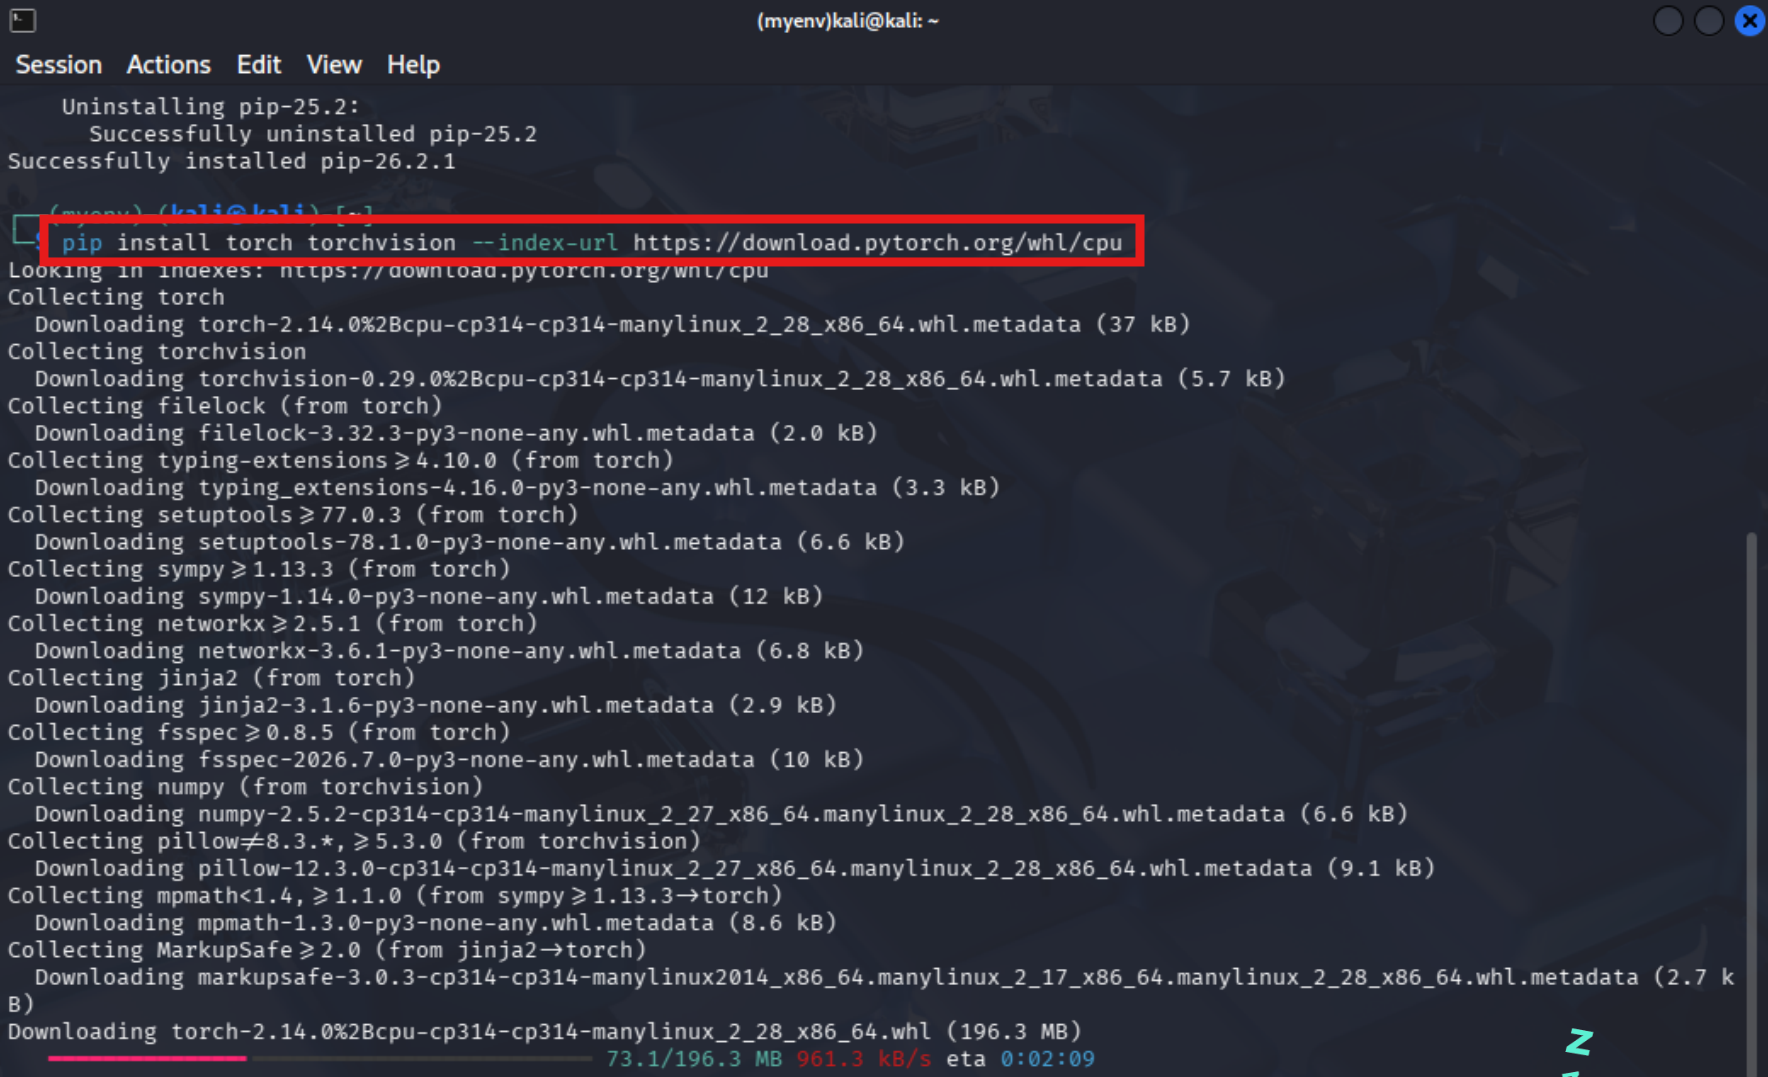 (myenv)kali@kali: ~
Session Actions Edit View Help
Uninstalling pip-25.2:
Successfully uninstalled pip-25.2
Successfully installed pip-26.2.1
(myenv)-(kali㉿kali)-[~]
$ pip install torch torchvision --index-url https://download.pytorch.org/whl/cpu
Looking in indexes: https://download.pytorch.org/whl/cpu
Collecting torch
Downloading torch-2.14.0%2Bcpu-cp314-cp314-manylinux_2_28_x86_64.whl.metadata (37 kB)
Collecting torchvision
Downloading torchvision-0.29.0%2Bcpu-cp314-cp314-manylinux_2_28_x86_64.whl.metadata (5.7 kB)
Collecting filelock (from torch)
Downloading filelock-3.32.3-py3-none-any.whl.metadata (2.0 kB)
Collecting typing-extensions≥4.10.0 (from torch)
Downloading typing_extensions-4.16.0-py3-none-any.whl.metadata (3.3 kB)
Collecting setuptools≥77.0.3 (from torch)
Downloading setuptools-78.1.0-py3-none-any.whl.metadata (6.6 kB)
Collecting sympy≥1.13.3 (from torch)
Downloading sympy-1.14.0-py3-none-any.whl.metadata (12 kB)
Collecting networkx≥2.5.1 (from torch)
Downloading networkx-3.6.1-py3-none-any.whl.metadata (6.8 kB)
Collecting jinja2 (from torch)
Downloading jinja2-3.1.6-py3-none-any.whl.metadata (2.9 kB)
Collecting fsspec≥0.8.5 (from torch)
Downloading fsspec-2026.7.0-py3-none-any.whl.metadata (10 kB)
Collecting numpy (from torchvision)
Downloading numpy-2.5.2-cp314-cp314-manylinux_2_27_x86_64.manylinux_2_28_x86_64.whl.metadata (6.6 kB)
Collecting pillow≠8.3.*,≥5.3.0 (from torchvision)
Downloading pillow-12.3.0-cp314-cp314-manylinux_2_27_x86_64.manylinux_2_28_x86_64.whl.metadata (9.1 kB)
Collecting mpmath<1.4,≥1.1.0 (from sympy≥1.13.3→torch)
Downloading mpmath-1.3.0-py3-none-any.whl.metadata (8.6 kB)
Collecting MarkupSafe≥2.0 (from jinja2→torch)
Downloading markupsafe-3.0.3-cp314-cp314-manylinux2014_x86_64.manylinux_2_17_x86_64.manylinux_2_28_x86_64.whl.metadata (2.7 k
B)
Downloading torch-2.14.0%2Bcpu-cp314-cp314-manylinux_2_28_x86_64.whl (196.3 MB)
73.1/196.3 MB 961.3 kB/s eta 0:02:09
Z